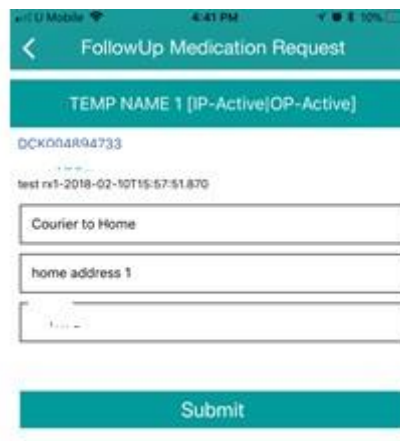 U Mobile 4:41 PM 10%
FollowUp Medication Request
TEMP NAME 1 [IP-Active|OP-Active]
DCK004894733
test rx1-2018-02-10T15:57:51.870
Courier to Home
home address 1
Submit